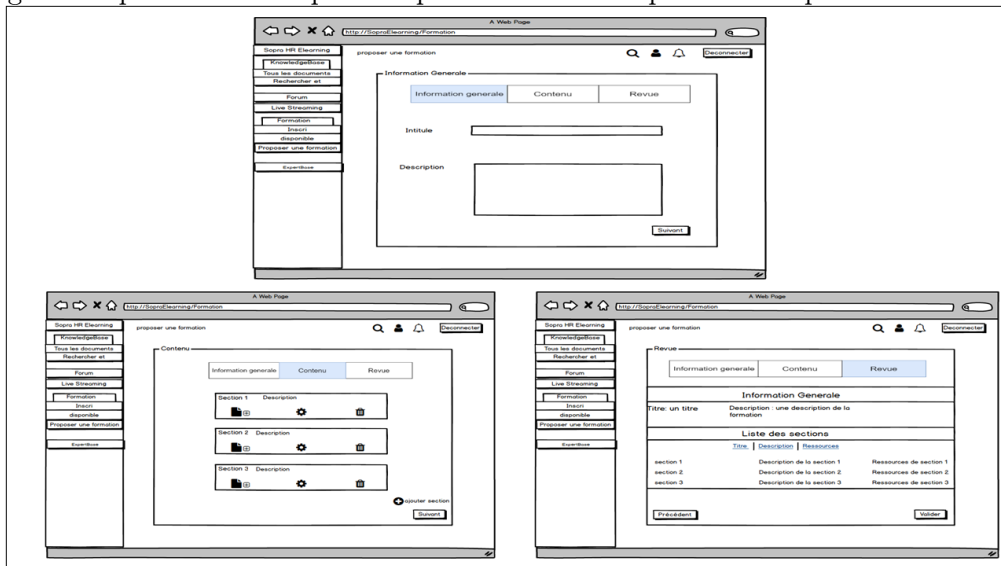 A Web Page
http://SopraElearning/Formation
Sopra HR Elearning
KnowledgeBase
Tous les documents
Rechercher et
Forum
Live Streaming
Formation
Inscri
disponible
Proposer une formation
ExpertBase
proposer une formation
Deconnecter
Information Generale
Information generale Contenu Revue
Intitule
Description
Suivant
A Web Page
http://SopraElearning/Formation
Sopra HR Elearning
KnowledgeBase
Tous les documents
Rechercher et
Forum
Live Streaming
Formation
Inscri
disponible
Proposer une formation
ExpertBase
proposer une formation
Deconnecter
Contenu
Information generale Contenu Revue
Section 1 Description
Section 2 Description
Section 3 Description
ajouter section
Suivant
A Web Page
http://SopraElearning/Formation
Sopra HR Elearning
KnowledgeBase
Tous les documents
Rechercher et
Forum
Live Streaming
Formation
Inscri
disponible
Proposer une formation
ExpertBase
proposer une formation
Deconnecter
Revue
Information generale Contenu Revue
Information Generale
Titre: un titre Description : une description de la
formation
Liste des sections
Titre | Description | Ressources
section 1 Description de la section 1 Ressources de section 1
section 2 Description de la section 2 Ressources de section 2
section 3 Description de la section 3 Ressources de section 3
Précédent Valider